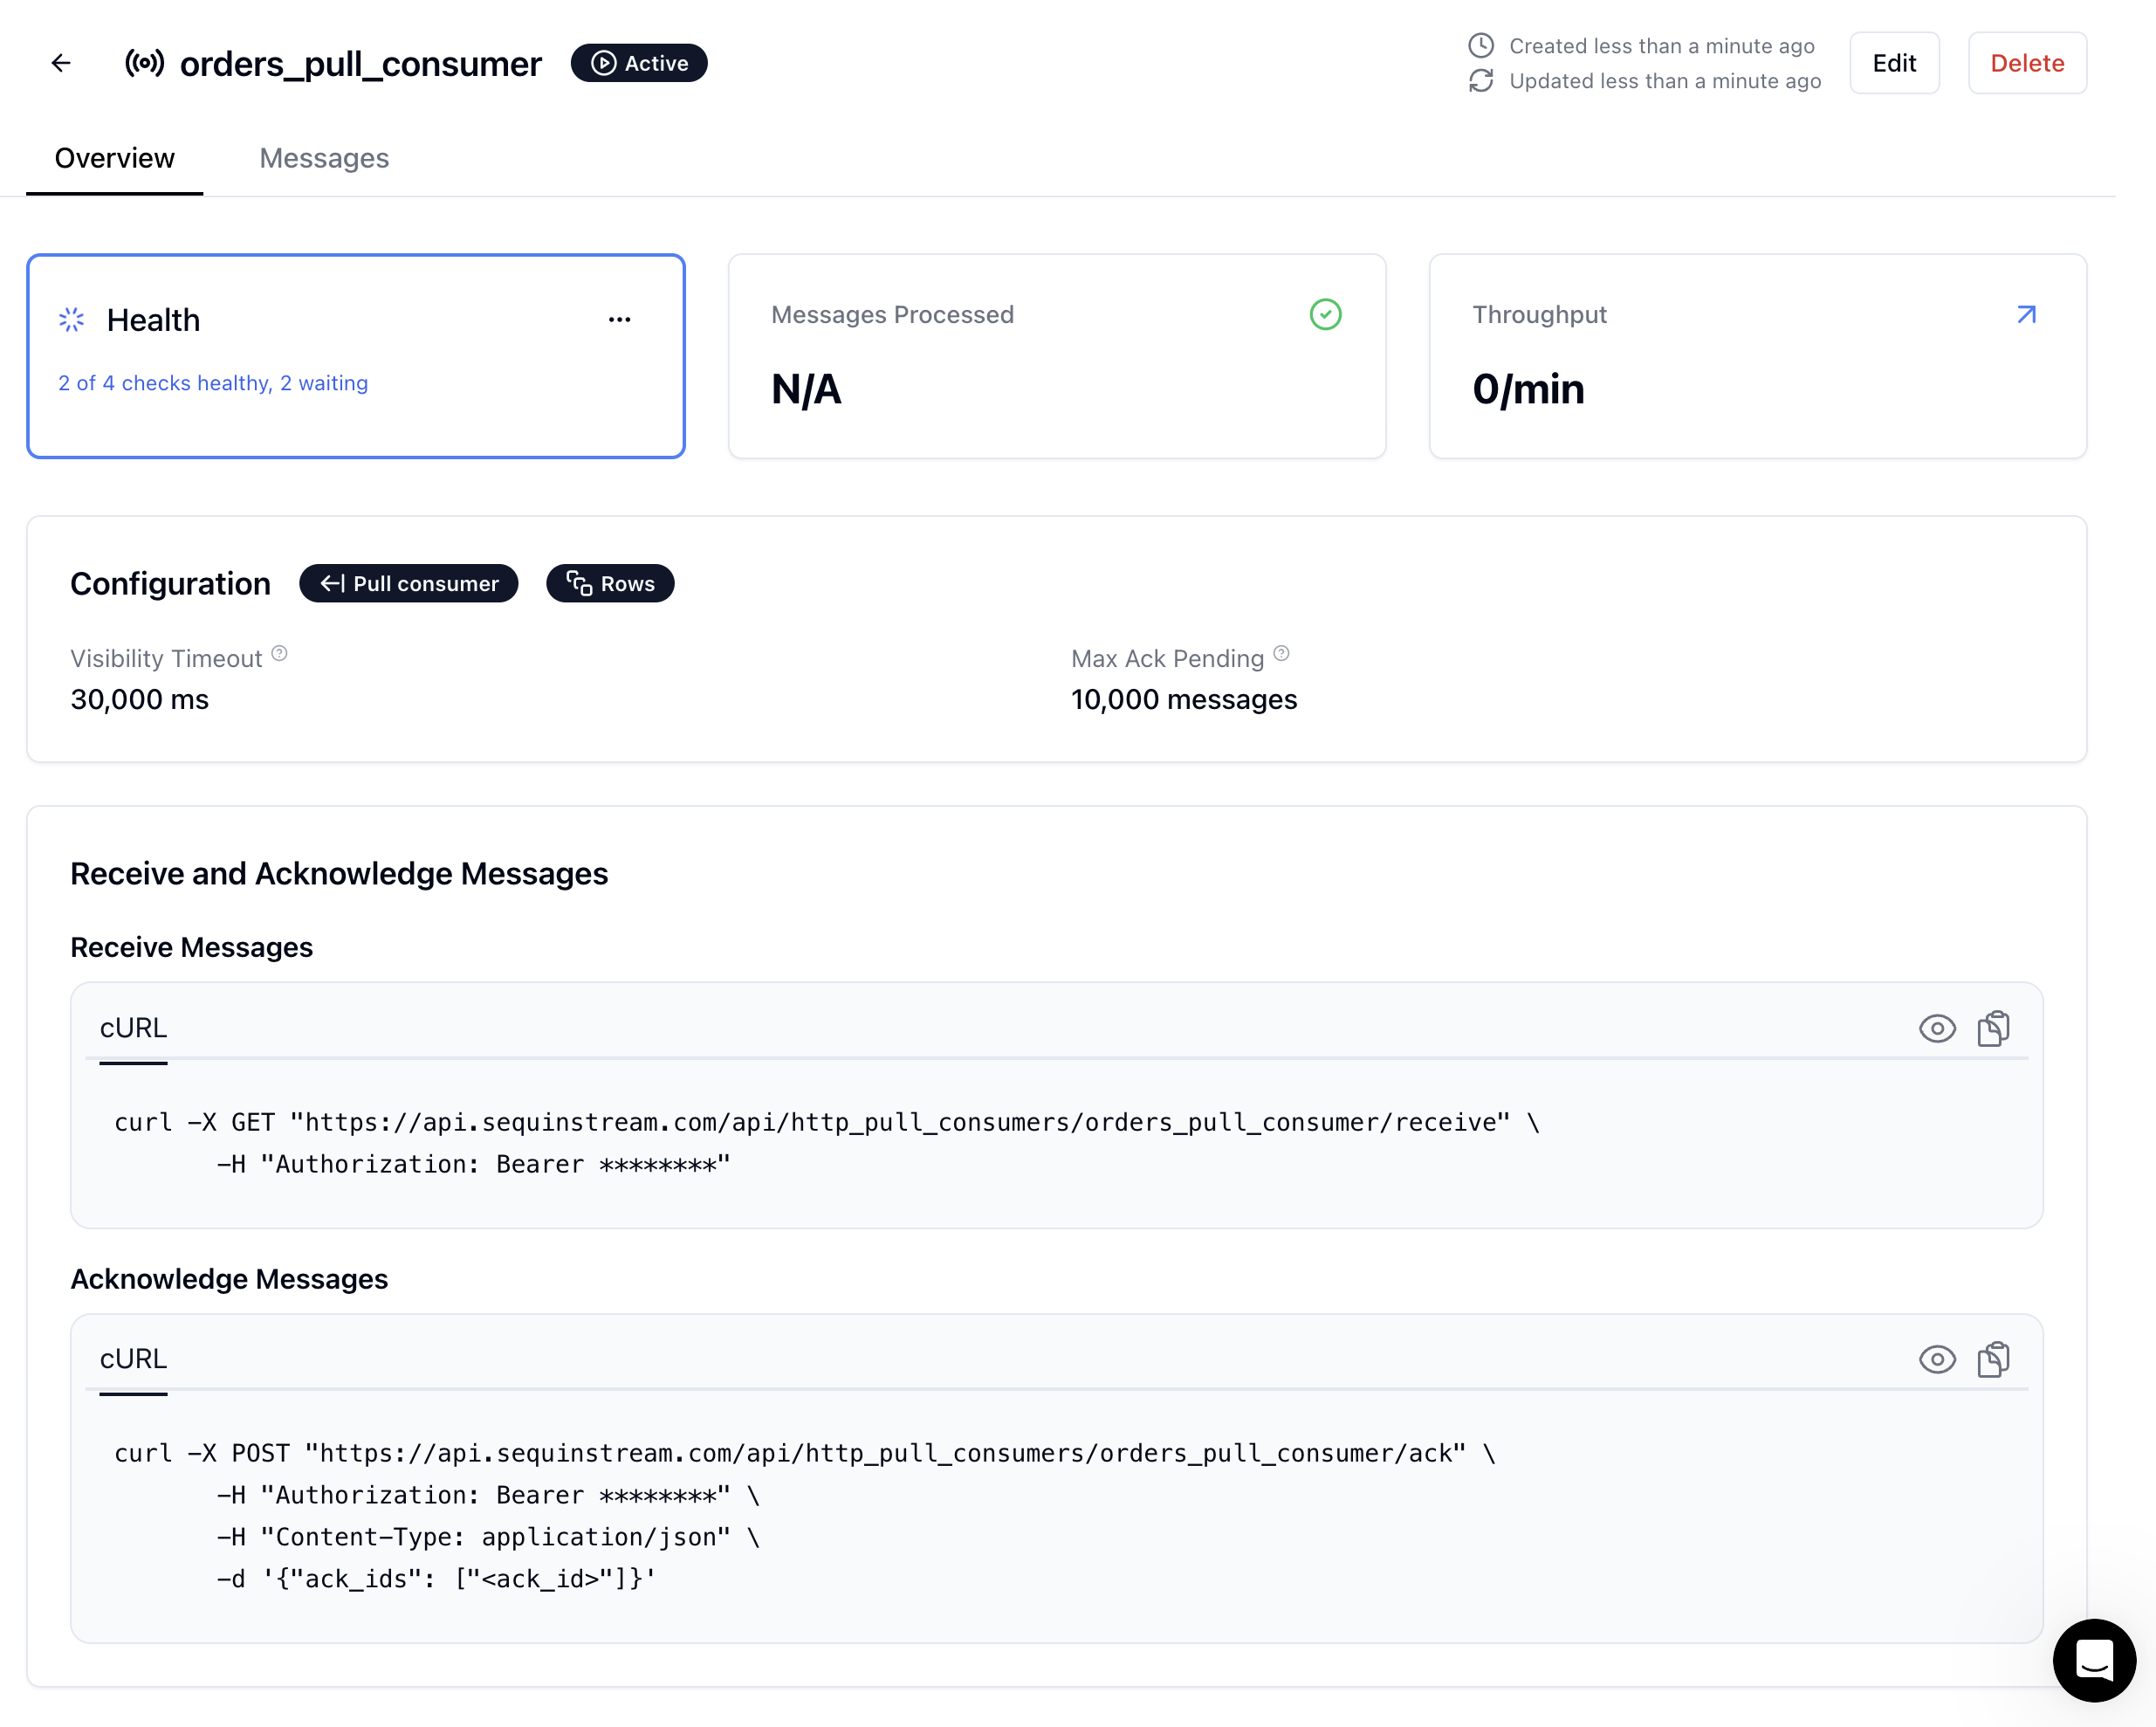 orders_pull_consumer
Active
Created less than a minute ago
Updated less than a minute ago
Edit
Delete
Overview
Messages
Health
2 of 4 checks healthy, 2 waiting
Messages Processed
N/A
Throughput
0/min
Configuration
Pull consumer
Rows
Visibility Timeout
30,000 ms
Max Ack Pending
10,000 messages
Receive and Acknowledge Messages
Receive Messages
cURL
curl -X GET "https://api.sequinstream.com/api/http_pull_consumers/orders_pull_consumer/receive" \
-H "Authorization: Bearer ********"
Acknowledge Messages
cURL
curl -X POST "https://api.sequinstream.com/api/http_pull_consumers/orders_pull_consumer/ack" \
-H "Authorization: Bearer ********" \
-H "Content-Type: application/json" \
-d '{"ack_ids": ["<ack_id>"]}'